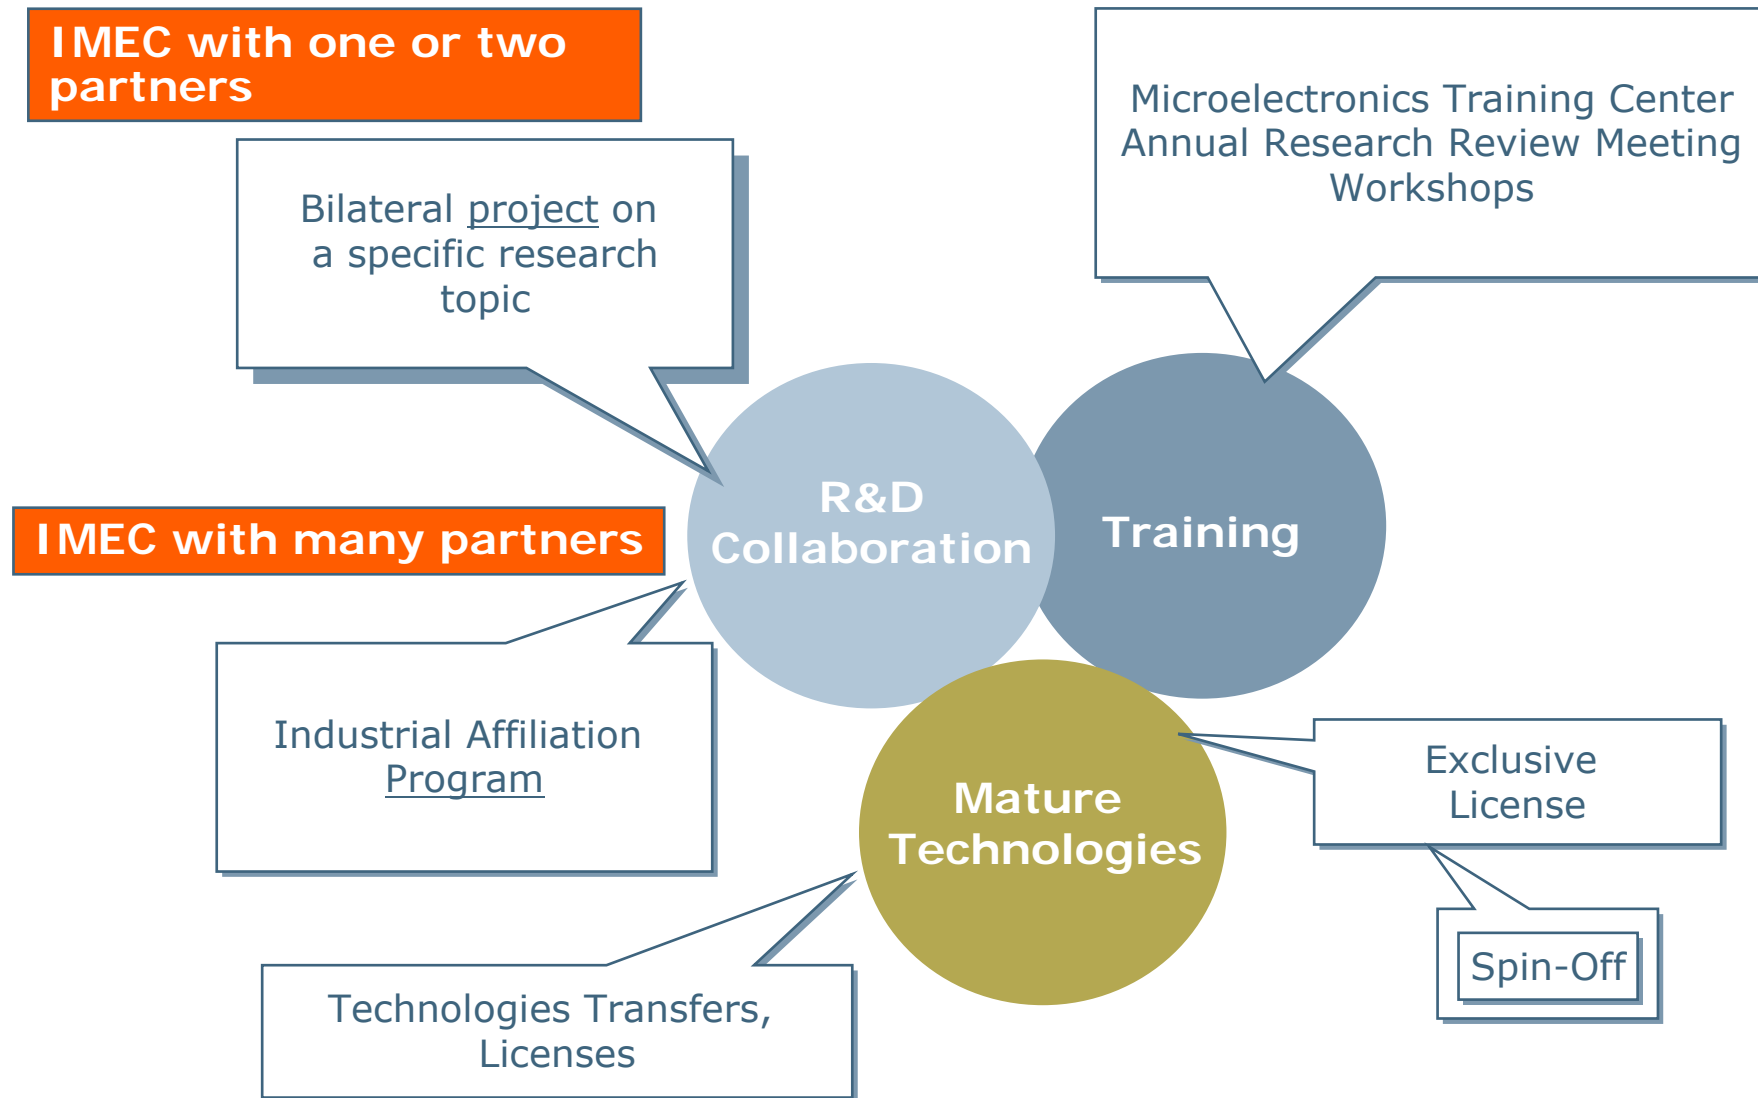 IMEC with one or two
partners
Bilateral project on
a specific research
topic
Microelectronics Training Center
Annual Research Review Meeting
Workshops
R&D
Collaboration
Training
IMEC with many partners
Industrial Affiliation
Program
Mature
Technologies
Exclusive
License
Spin-Off
Technologies Transfers,
Licenses